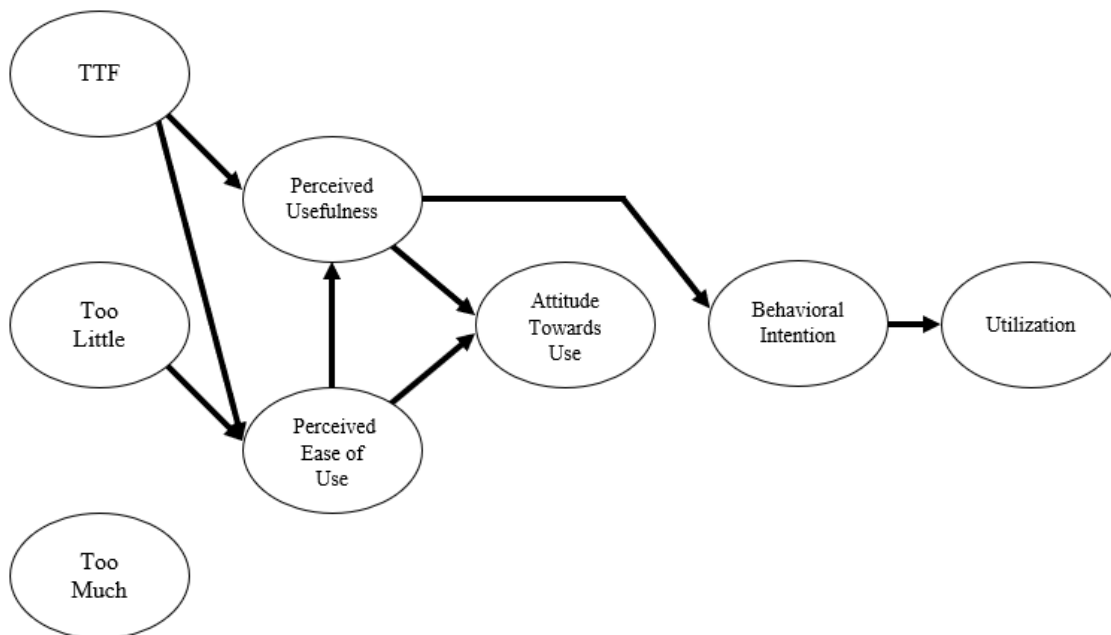 TTF
Perceived
Usefulness
Too
Little
Attitude
Towards
Use
Behavioral
Intention
Utilization
Perceived
Ease of
Use
Too
Much